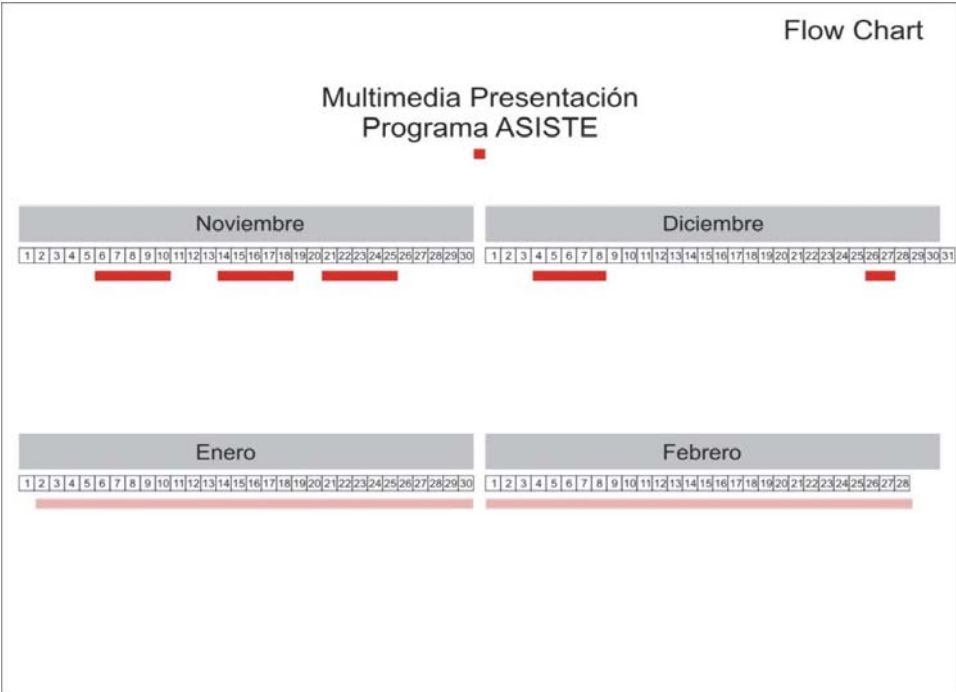 Flow Chart
Multimedia Presentación
Programa ASISTE
Noviembre
Diciembre
1 2 3 4 5 6 7 8 9 10 11 12 13 14 15 16 17 18 19 20 21 22 23 24 25 26 27 28 29 30
1 2 3 4 5 6 7 8 9 10 11 12 13 14 15 16 17 18 19 20 21 22 23 24 25 26 27 28 29 30 31
Enero
Febrero
1 2 3 4 5 6 7 8 9 10 11 12 13 14 15 16 17 18 19 20 21 22 23 24 25 26 27 28 29 30
1 2 3 4 5 6 7 8 9 10 11 12 13 14 15 16 17 18 19 20 21 22 23 24 25 26 27 28